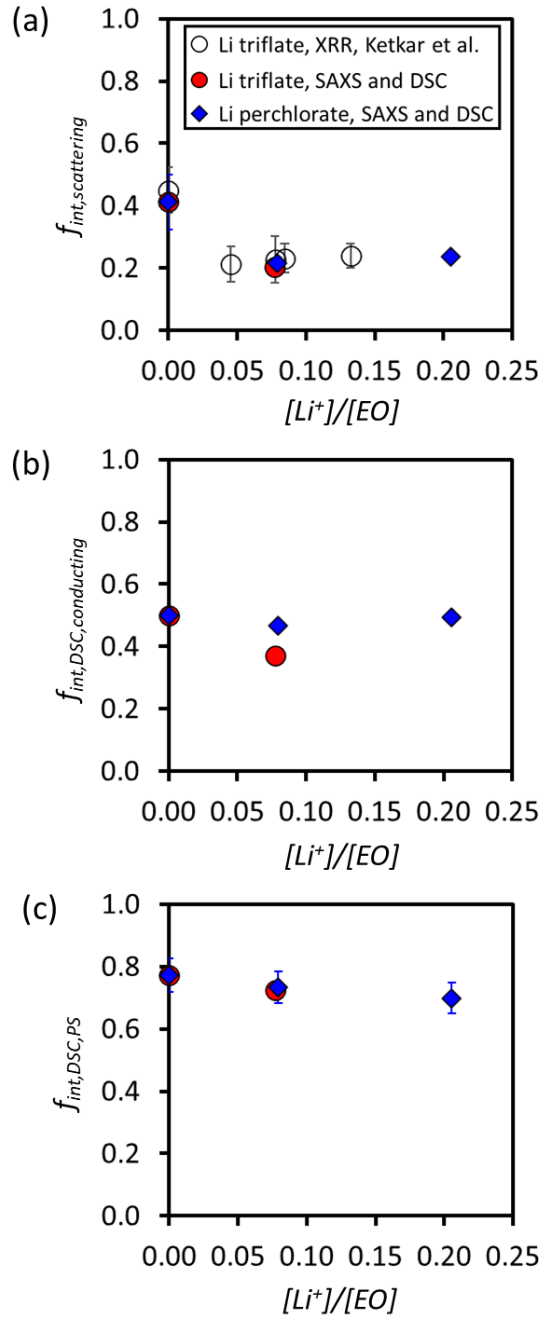 (a)
1.0
0.8
0.6
0.4
0.2
0.0
f int,scattering
Li triflate, XRR, Ketkar et al.
Li triflate, SAXS and DSC
Li perchlorate, SAXS and DSC
0.00 0.05 0.10 0.15 0.20 0.25
[Li+]/[EO]
(b)
1.0
0.8
0.6
0.4
0.2
0.0
f int,DSC,conducting
0.00 0.05 0.10 0.15 0.20 0.25
[Li+]/[EO]
(c)
1.0
0.8
0.6
0.4
0.2
0.0
f int,DSC,PS
0.00 0.05 0.10 0.15 0.20 0.25
[Li+]/[EO]